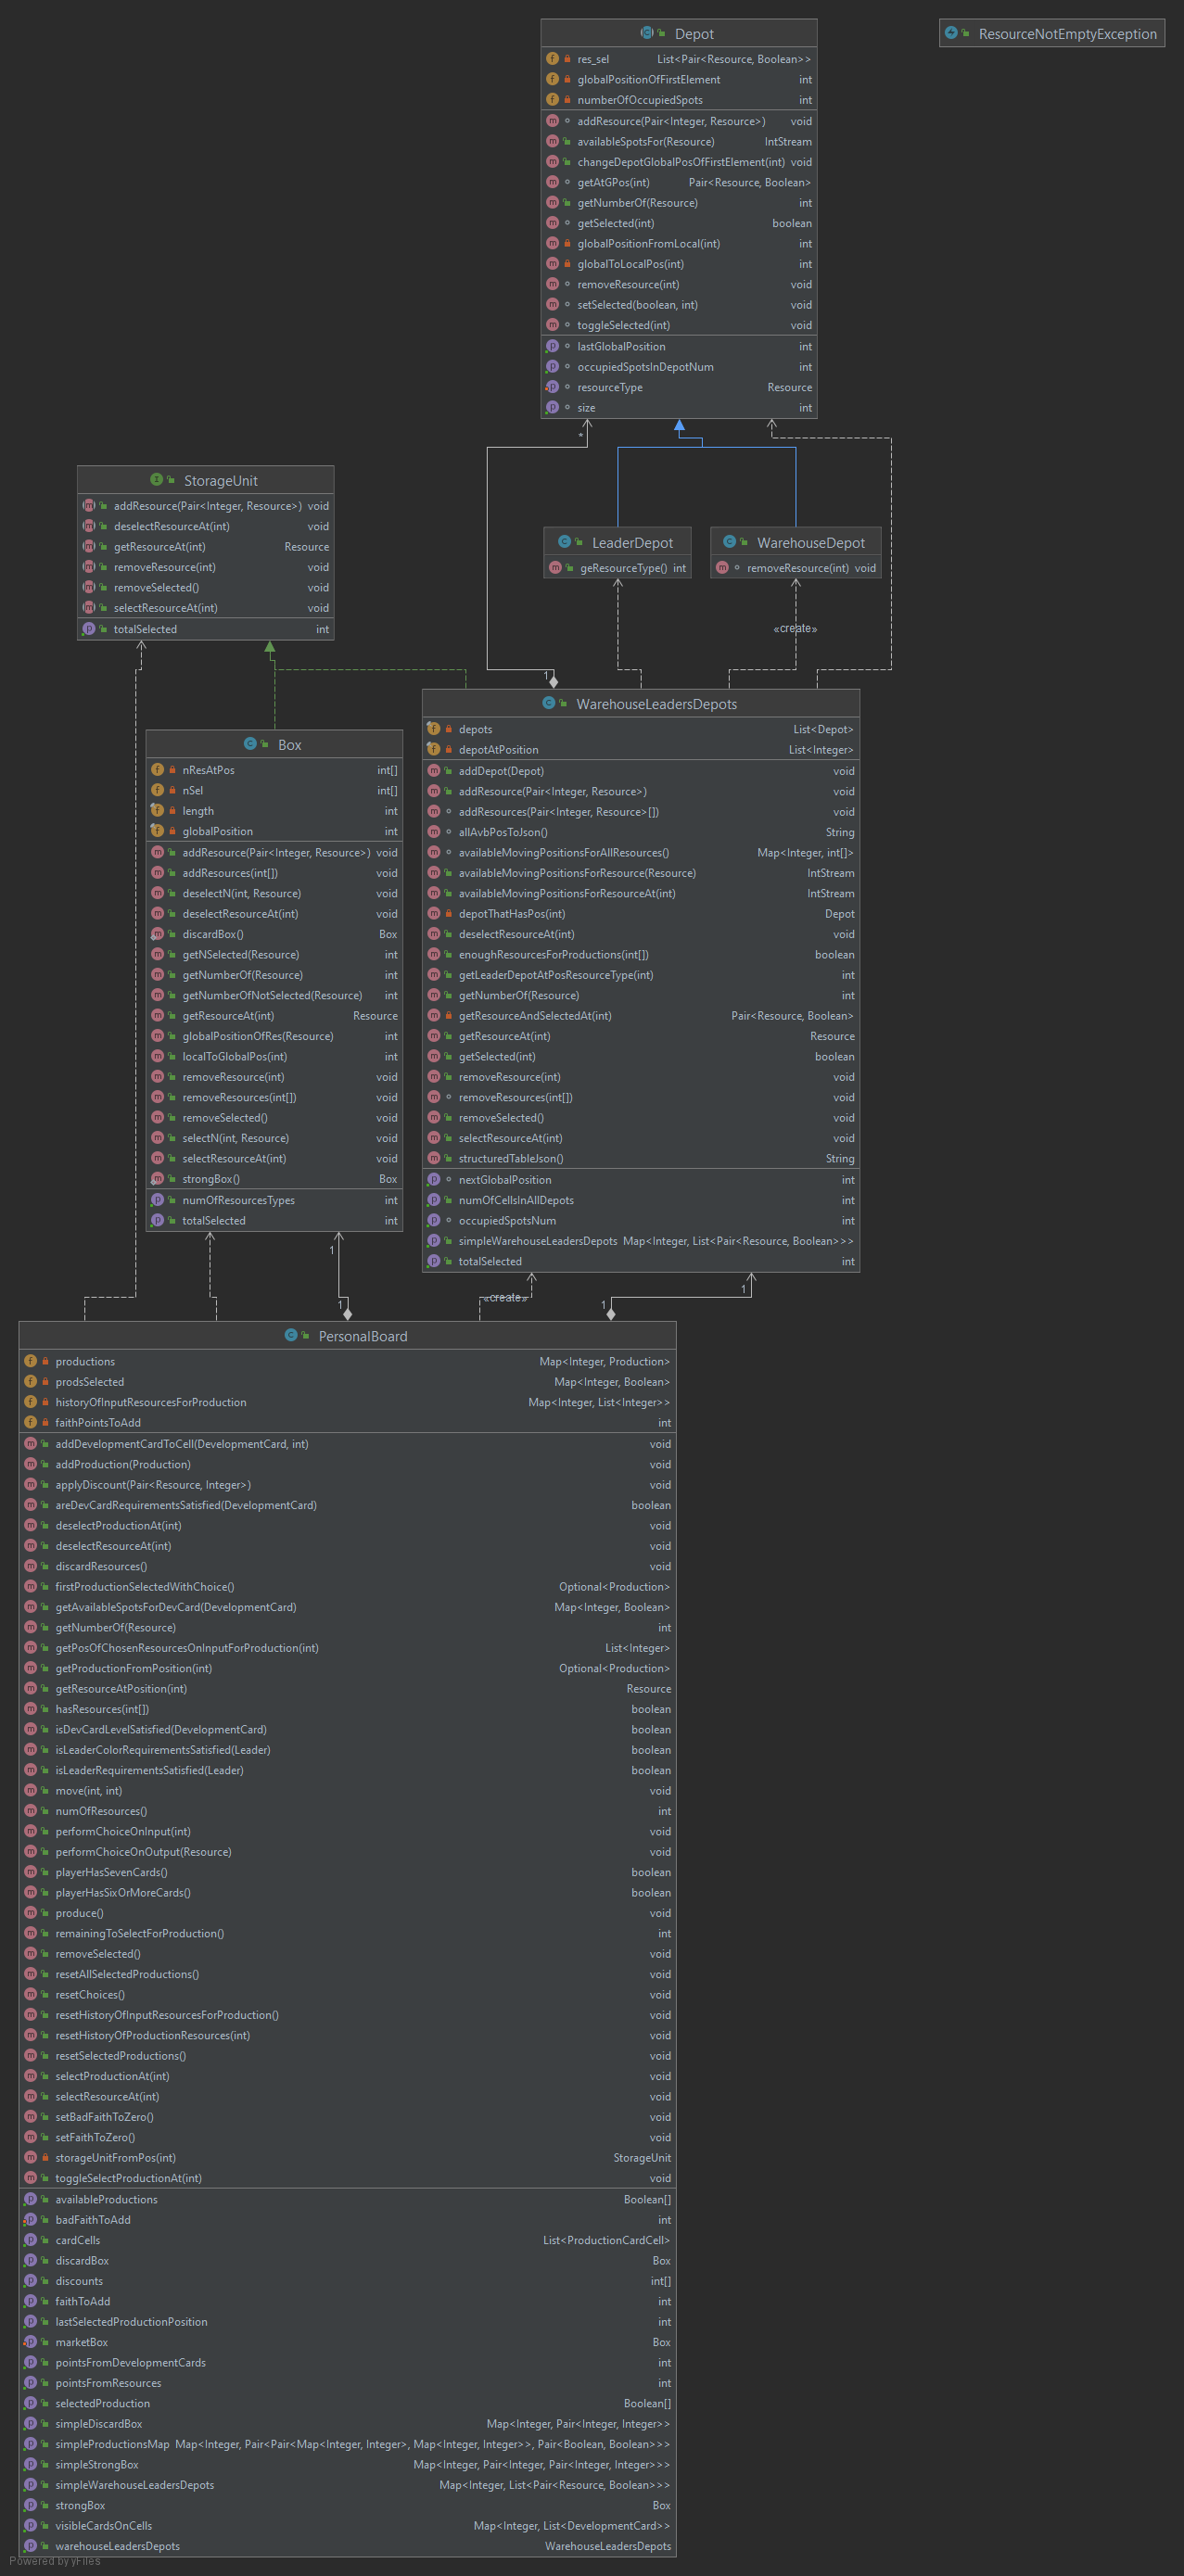 Depot
res_sel List<Pair<Resource, Boolean>>
globalPositionOfFirstElement int
numberOfOccupiedSpots int
addResource(Pair<Integer, Resource>) void
availableSpotsFor(Resource) IntStream
changeDepotGlobalPosOfFirstElement(int) void
getAtGPos(int) Pair<Resource, Boolean>
getNumberOf(Resource) int
getSelected(int) boolean
globalPositionFromLocal(int) int
globalToLocalPos(int) int
removeResource(int) void
setSelected(boolean, int) void
toggleSelected(int) void
lastGlobalPosition int
occupiedSpotsInDepotNum int
resourceType Resource
size int
ResourceNotEmptyException
*
StorageUnit
addResource(Pair<Integer, Resource>) void
deselectResourceAt(int) void
getResourceAt(int) Resource
removeResource(int) void
removeSelected() void
selectResourceAt(int) void
totalSelected int
LeaderDepot
geResourceType() int
WarehouseDepot
removeResource(int) void
«create»
1
WarehouseLeadersDepots
depots List<Depot>
depotAtPosition List<Integer>
addDepot(Depot) void
addResource(Pair<Integer, Resource>) void
addResources(Pair<Integer, Resource>[]) void
allAvbPosToJson() String
availableMovingPositionsForAllResources() Map<Integer, int[]>
availableMovingPositionsForResource(Resource) IntStream
availableMovingPositionsForResourceAt(int) IntStream
depotThatHasPos(int) Depot
deselectResourceAt(int) void
enoughResourcesForProductions(int[]) boolean
getLeaderDepotAtPosResourceType(int) int
getNumberOf(Resource) int
getResourceAndSelectedAt(int) Pair<Resource, Boolean>
getResourceAt(int) Resource
getSelected(int) boolean
removeResource(int) void
removeResources(int[]) void
removeSelected() void
selectResourceAt(int) void
structuredTableJson() String
nextGlobalPosition int
numOfCellsInAllDepots int
occupiedSpotsNum int
simpleWarehouseLeadersDepots Map<Integer, List<Pair<Resource, Boolean>>>
totalSelected int
Box
nResAtPos int[]
nSel int[]
length int
globalPosition int
addResource(Pair<Integer, Resource>) void
addResources(int[]) void
deselectN(int, Resource) void
deselectResourceAt(int) void
discardBox() Box
getNSelected(Resource) int
getNumberOf(Resource) int
getNumberOfNotSelected(Resource) int
getResourceAt(int) Resource
globalPositionOfRes(Resource) int
localToGlobalPos(int) int
removeResource(int) void
removeResources(int[]) void
removeSelected() void
selectN(int, Resource) void
selectResourceAt(int) void
strongBox() Box
numOfResourcesTypes int
totalSelected int
1
1
«create»
1
1
PersonalBoard
productions Map<Integer, Production>
prodsSelected Map<Integer, Boolean>
historyOfInputResourcesForProduction Map<Integer, List<Integer>>
faithPointsToAdd int
addDevelopmentCardToCell(DevelopmentCard, int) void
addProduction(Production) void
applyDiscount(Pair<Resource, Integer>) void
areDevCardRequirementsSatisfied(DevelopmentCard) boolean
deselectProductionAt(int) void
deselectResourceAt(int) void
discardResources() void
firstProductionSelectedWithChoice() Optional<Production>
getAvailableSpotsForDevCard(DevelopmentCard) Map<Integer, Boolean>
getNumberOf(Resource) int
getPosOfChosenResourcesOnInputForProduction(int) List<Integer>
getProductionFromPosition(int) Optional<Production>
getResourceAtPosition(int) Resource
hasResources(int[]) boolean
isDevCardLevelSatisfied(DevelopmentCard) boolean
isLeaderColorRequirementsSatisfied(Leader) boolean
isLeaderRequirementsSatisfied(Leader) boolean
move(int, int) void
numOfResources() int
performChoiceOnInput(int) void
performChoiceOnOutput(Resource) void
playerHasSevenCards() boolean
playerHasSixOrMoreCards() boolean
produce() void
remainingToSelectForProduction() int
removeSelected() void
resetAllSelectedProductions() void
resetChoices() void
resetHistoryOfInputResourcesForProduction() void
resetHistoryOfProductionResources(int) void
resetSelectedProductions() void
selectProductionAt(int) void
selectResourceAt(int) void
setBadFaithToZero() void
setFaithToZero() void
storageUnitFromPos(int) StorageUnit
toggleSelectProductionAt(int) void
availableProductions Boolean[]
badFaithToAdd int
cardCells List<ProductionCardCell>
discardBox Box
discounts int[]
faithToAdd int
lastSelectedProductionPosition int
marketBox Box
pointsFromDevelopmentCards int
pointsFromResources int
selectedProduction Boolean[]
simpleDiscardBox Map<Integer, Pair<Integer, Integer>>
simpleProductionsMap Map<Integer, Pair<Pair<Map<Integer, Integer>, Map<Integer, Integer>>, Pair<Boolean, Boolean>>>
simpleStrongBox Map<Integer, Pair<Integer, Pair<Integer, Integer>>>
simpleWarehouseLeadersDepots Map<Integer, List<Pair<Resource, Boolean>>>
strongBox Box
visibleCardsOnCells Map<Integer, List<DevelopmentCard>>
warehouseLeadersDepots WarehouseLeadersDepots
Powered by yFiles